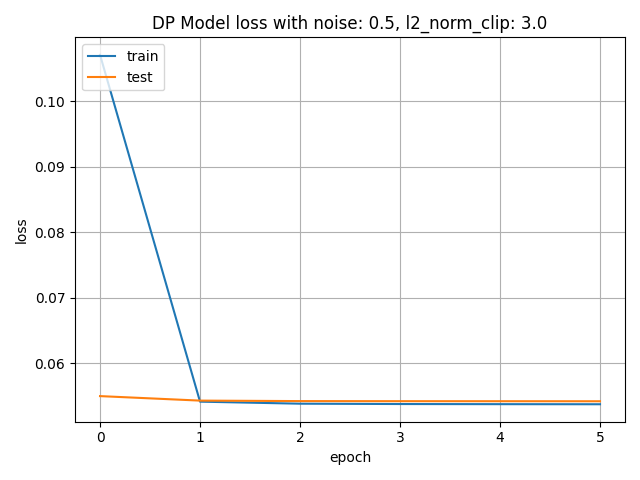 DP Model loss with noise: 0.5, l2_norm_clip: 3.0
train
test
0.10
0.09
0.08
0.07
0.06
loss
0 1 2 3 4 5
epoch